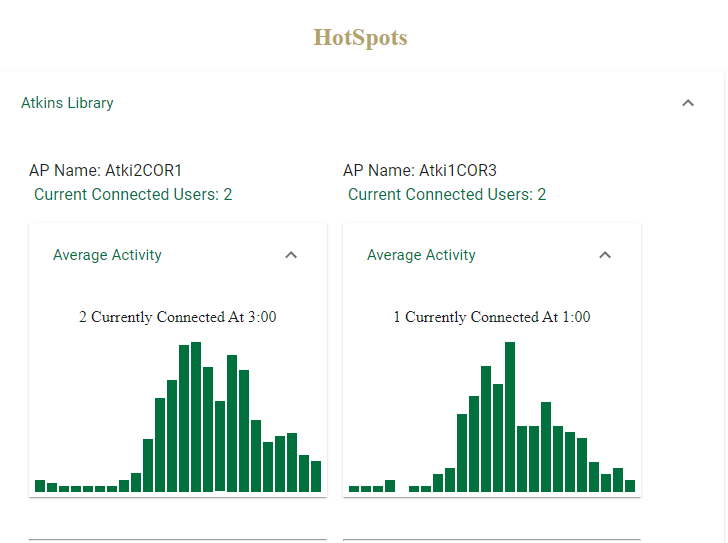 HotSpots
Atkins Library
AP Name: Atki2COR1
Current Connected Users: 2
Average Activity
2 Currently Connected At 3:00
AP Name: Atki1COR3
Current Connected Users: 2
Average Activity
1 Currently Connected At 1:00